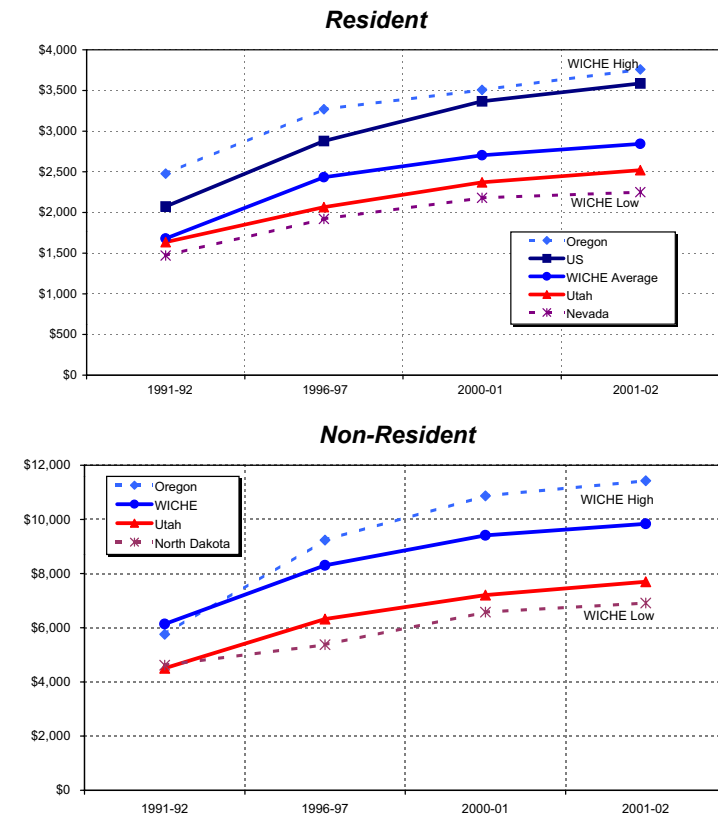 Resident
$4,000
$3,500
$3,000
$2,500
$2,000
$1,500
$1,000
$500
$0
WICHE High
WICHE Low
Oregon
US
WICHE Average
Utah
Nevada
1991-92 1996-97 2000-01 2001-02
Non-Resident
$12,000
$10,000
$8,000
$6,000
$4,000
$2,000
$0
Oregon
WICHE
Utah
North Dakota
WICHE High
WICHE Low
1991-92 1996-97 2000-01 2001-02